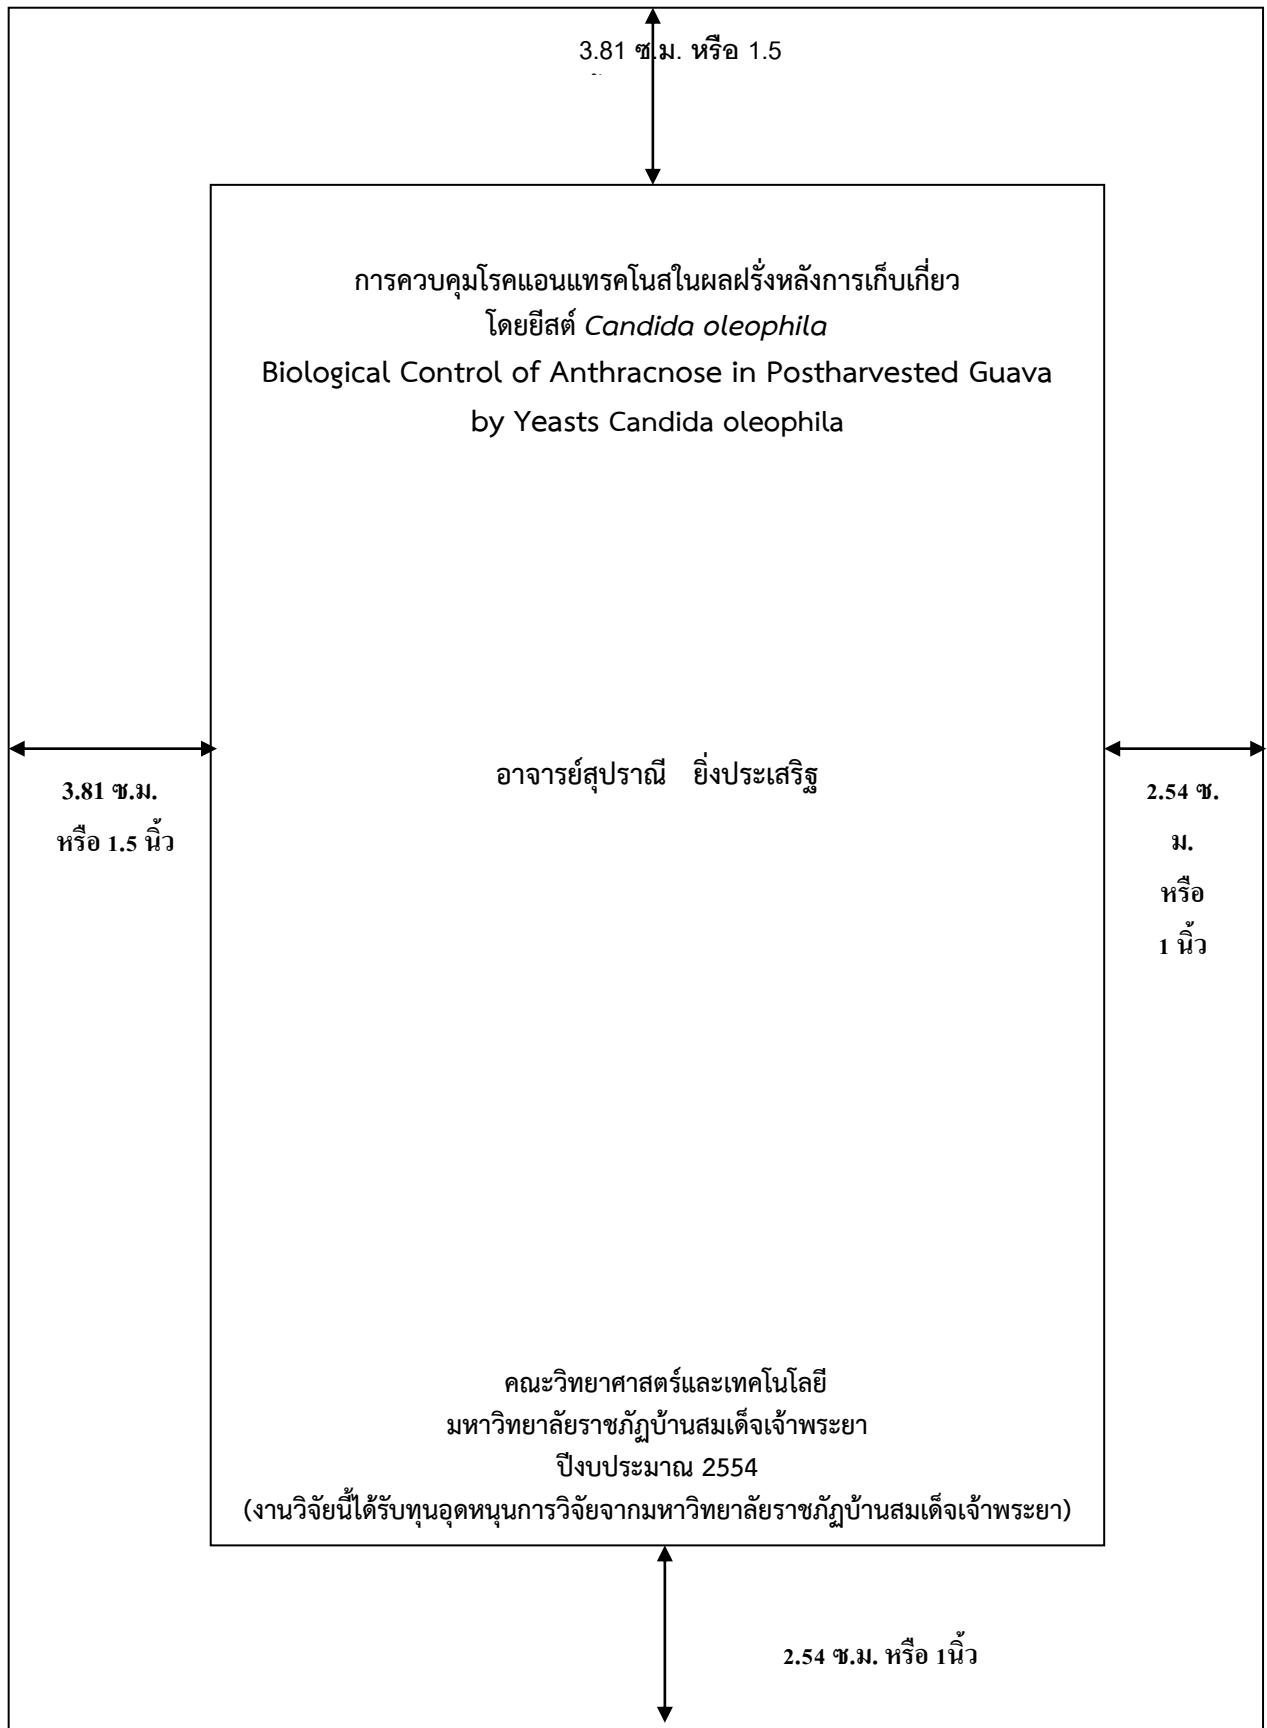 3.81 ซ.ม. หรือ 1.5
การควบคุมโรคแอนแทรคโนสในผลฝรั่งหลังการเก็บเกี่ยว
โดยยีสต์ Candida oleophila
Biological Control of Anthracnose in Postharvested Guava
by Yeasts Candida oleophila
อาจารย์สุปราณี ยิ่งประเสริฐ
3.81 ซ.ม.
หรือ 1.5 นิ้ว
2.54 ซ.
ม.
หรือ
1 นิ้ว
คณะวิทยาศาสตร์และเทคโนโลยี
มหาวิทยาลัยราชภัฏบ้านสมเด็จเจ้าพระยา
ปีงบประมาณ 2554
(งานวิจัยนี้ได้รับทุนอุดหนุนการวิจัยจากมหาวิทยาลัยราชภัฏบ้านสมเด็จเจ้าพระยา)
2.54 ซ.ม. หรือ 1นิ้ว